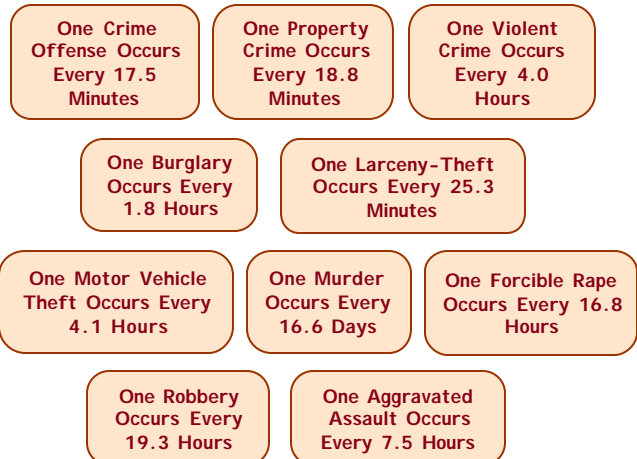 One Crime
Offense Occurs
Every 17.5
Minutes
One Property
Crime Occurs
Every 18.8
Minutes
One Violent
Crime Occurs
Every 4.0
Hours
One Burglary
Occurs Every
1.8 Hours
One Larceny-Theft
Occurs Every 25.3
Minutes
One Motor Vehicle
Theft Occurs Every
4.1 Hours
One Murder
Occurs Every
16.6 Days
One Forcible Rape
Occurs Every 16.8
Hours
One Robbery
Occurs Every
19.3 Hours
One Aggravated
Assault Occurs
Every 7.5 Hours